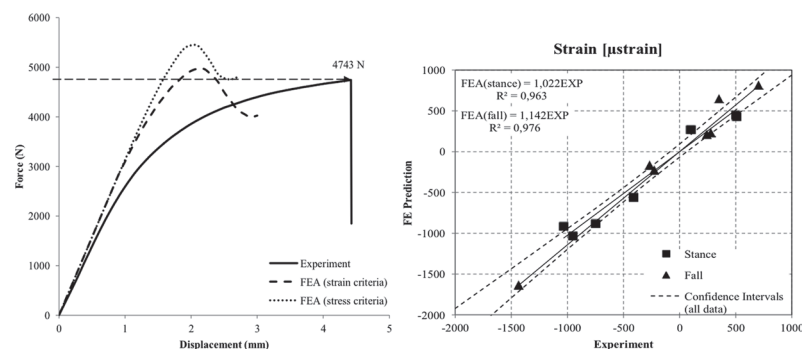 6000
5000
4000
3000
2000
1000
0
Force (N)
4743 N
Experiment
FEA (strain criteria)
FEA (stress criteria)
0 1 2 3 4 5
Displacement (mm)
Strain [µstrain]
1000
500
0
-500
-1000
-1500
-2000
FE Prediction
FEA(stance) = 1,022EXP
R² = 0,963
FEA(fall) = 1,142EXP
R² = 0,976
Stance
Fall
Confidence Intervals
(all data)
-2000 -1500 -1000 -500 0 500 1000
Experiment